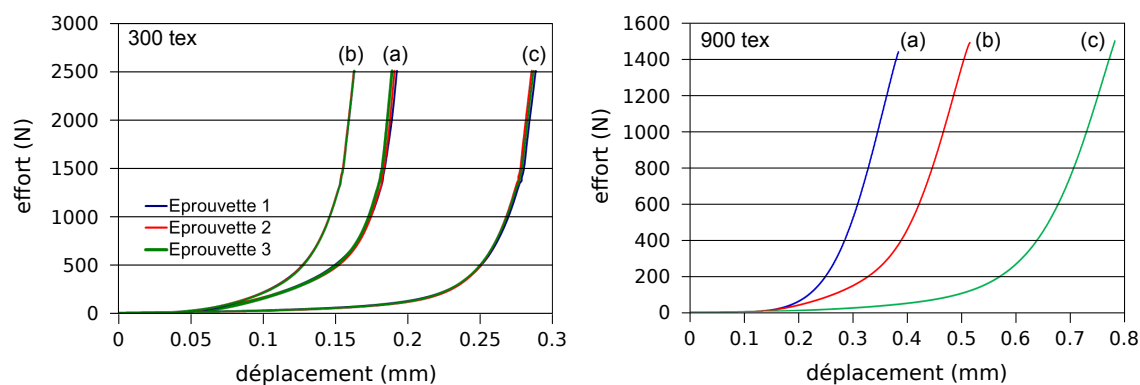 300 tex
(b) (a) (c)
3000
2500
2000
1500
1000
500
0
effort (N)
Eprouvette 1
Eprouvette 2
Eprouvette 3
0 0.05 0.1 0.15 0.2 0.25 0.3
déplacement (mm)
900 tex
(a) (b) (c)
1600
1400
1200
1000
800
600
400
200
0
effort (N)
0 0.1 0.2 0.3 0.4 0.5 0.6 0.7 0.8
déplacement (mm)